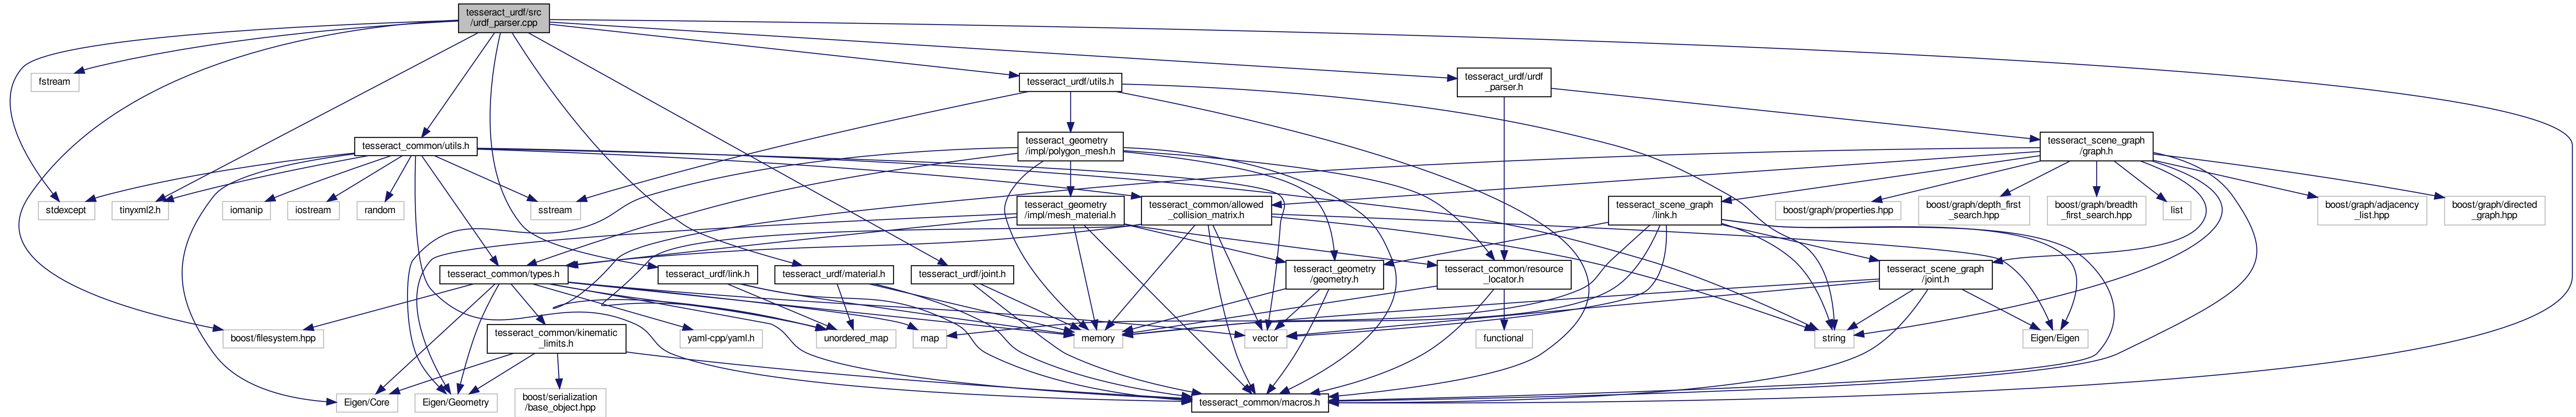 tesseract_urdf/src
/urdf_parser.cpp
fstream
tesseract_urdf/utils.h
tesseract_urdf/urdf
_parser.h
tesseract_common/utils.h
tesseract_geometry
/impl/polygon_mesh.h
tesseract_scene_graph
/graph.h
stdexcept
tinyxml2.h
iomanip
iostream
random
sstream
tesseract_geometry
/impl/mesh_material.h
tesseract_common/allowed
_collision_matrix.h
tesseract_scene_graph
/link.h
boost/graph/properties.hpp
boost/graph/depth_first
_search.hpp
boost/graph/breadth
_first_search.hpp
list
boost/graph/adjacency
_list.hpp
boost/graph/directed
_graph.hpp
tesseract_common/types.h
tesseract_urdf/link.h
tesseract_urdf/material.h
tesseract_urdf/joint.h
tesseract_geometry
/geometry.h
tesseract_common/resource
_locator.h
tesseract_scene_graph
/joint.h
boost/filesystem.hpp
tesseract_common/kinematic
_limits.h
yaml-cpp/yaml.h
unordered_map
map
memory
vector
functional
string
Eigen/Eigen
Eigen/Core
Eigen/Geometry
boost/serialization
/base_object.hpp
tesseract_common/macros.h